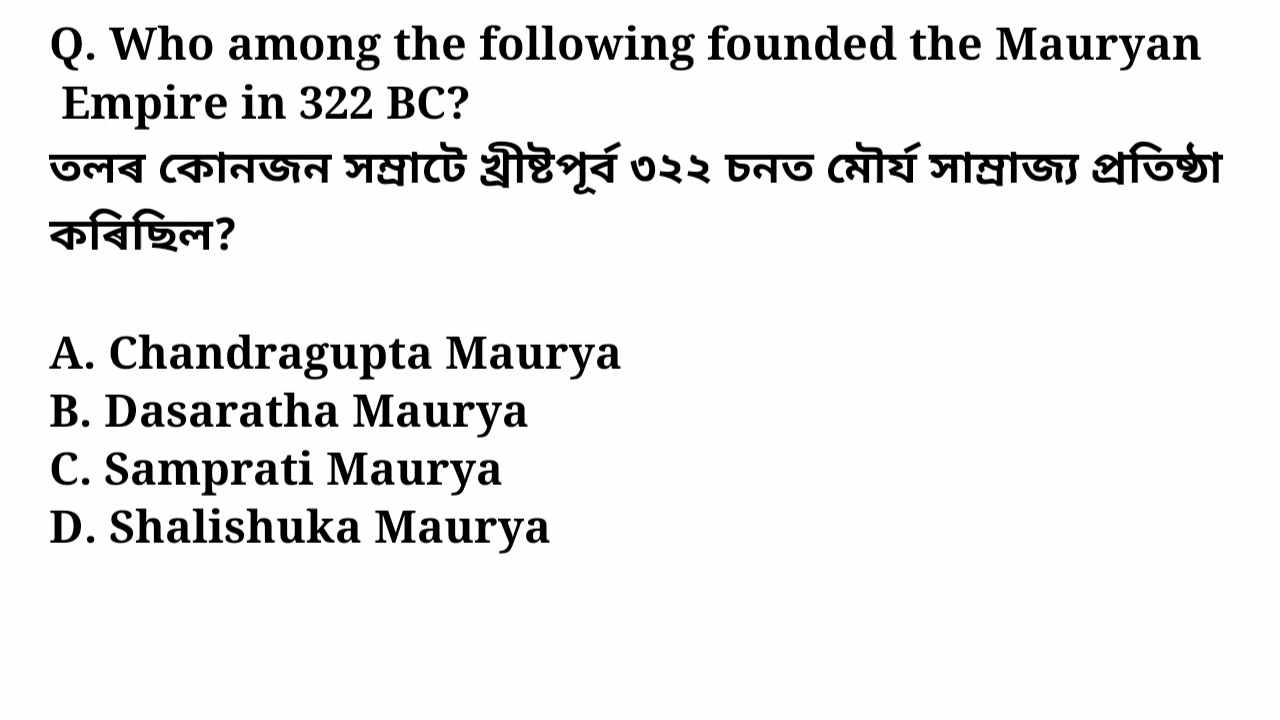 Q. Who among the following founded the Mauryan
Empire in 322 BC?
তলৰ কোনজন সম্ৰাটে খ্ৰীষ্টপূৰ্ব ৩২২ চনত মৌৰ্য সাম্ৰাজ্য প্ৰতিষ্ঠা
কৰিছিল?
A. Chandragupta Maurya
B. Dasaratha Maurya
C. Samprati Maurya
D. Shalishuka Maurya